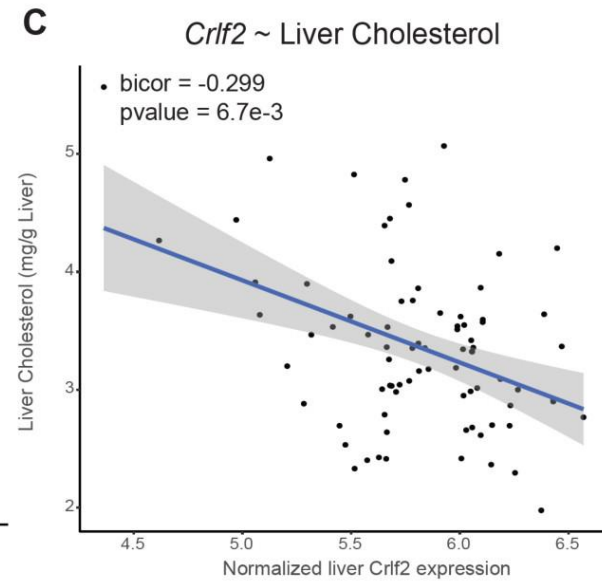 C
Crlf2 ~ Liver Cholesterol
bicor = -0.299
pvalue = 6.7e-3
Liver Cholesterol (mg/g Liver)
5
4
3
2
4.5 5.0 5.5 6.0 6.5
Normalized liver Crlf2 expression